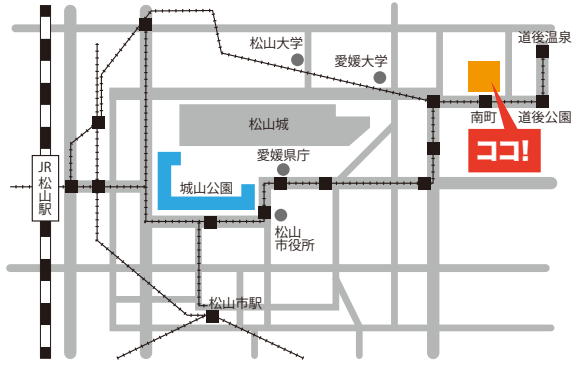 道後温泉
松山大学
愛媛大学
南町
道後公園
松山城
ココ!
愛媛県庁
JR
松山駅
城山公園
松山
市役所
松山市駅